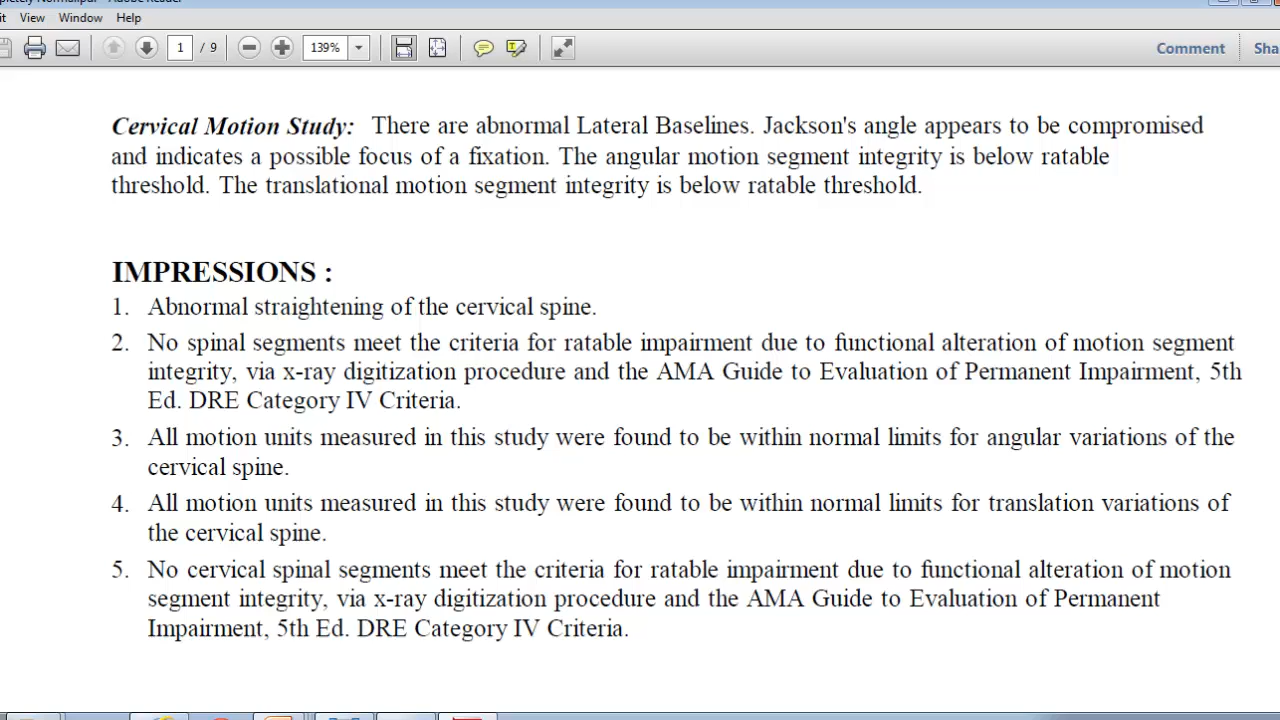 View Window Help
1 / 9 139% Comment
Cervical Motion Study: There are abnormal Lateral Baselines. Jackson's angle appears to be compromised
and indicates a possible focus of a fixation. The angular motion segment integrity is below ratable
threshold. The translational motion segment integrity is below ratable threshold.
IMPRESSIONS :
1. Abnormal straightening of the cervical spine.
2. No spinal segments meet the criteria for ratable impairment due to functional alteration of motion segment
integrity, via x-ray digitization procedure and the AMA Guide to Evaluation of Permanent Impairment, 5th
Ed. DRE Category IV Criteria.
3. All motion units measured in this study were found to be within normal limits for angular variations of the
cervical spine.
4. All motion units measured in this study were found to be within normal limits for translation variations of
the cervical spine.
5. No cervical spinal segments meet the criteria for ratable impairment due to functional alteration of motion
segment integrity, via x-ray digitization procedure and the AMA Guide to Evaluation of Permanent
Impairment, 5th Ed. DRE Category IV Criteria.